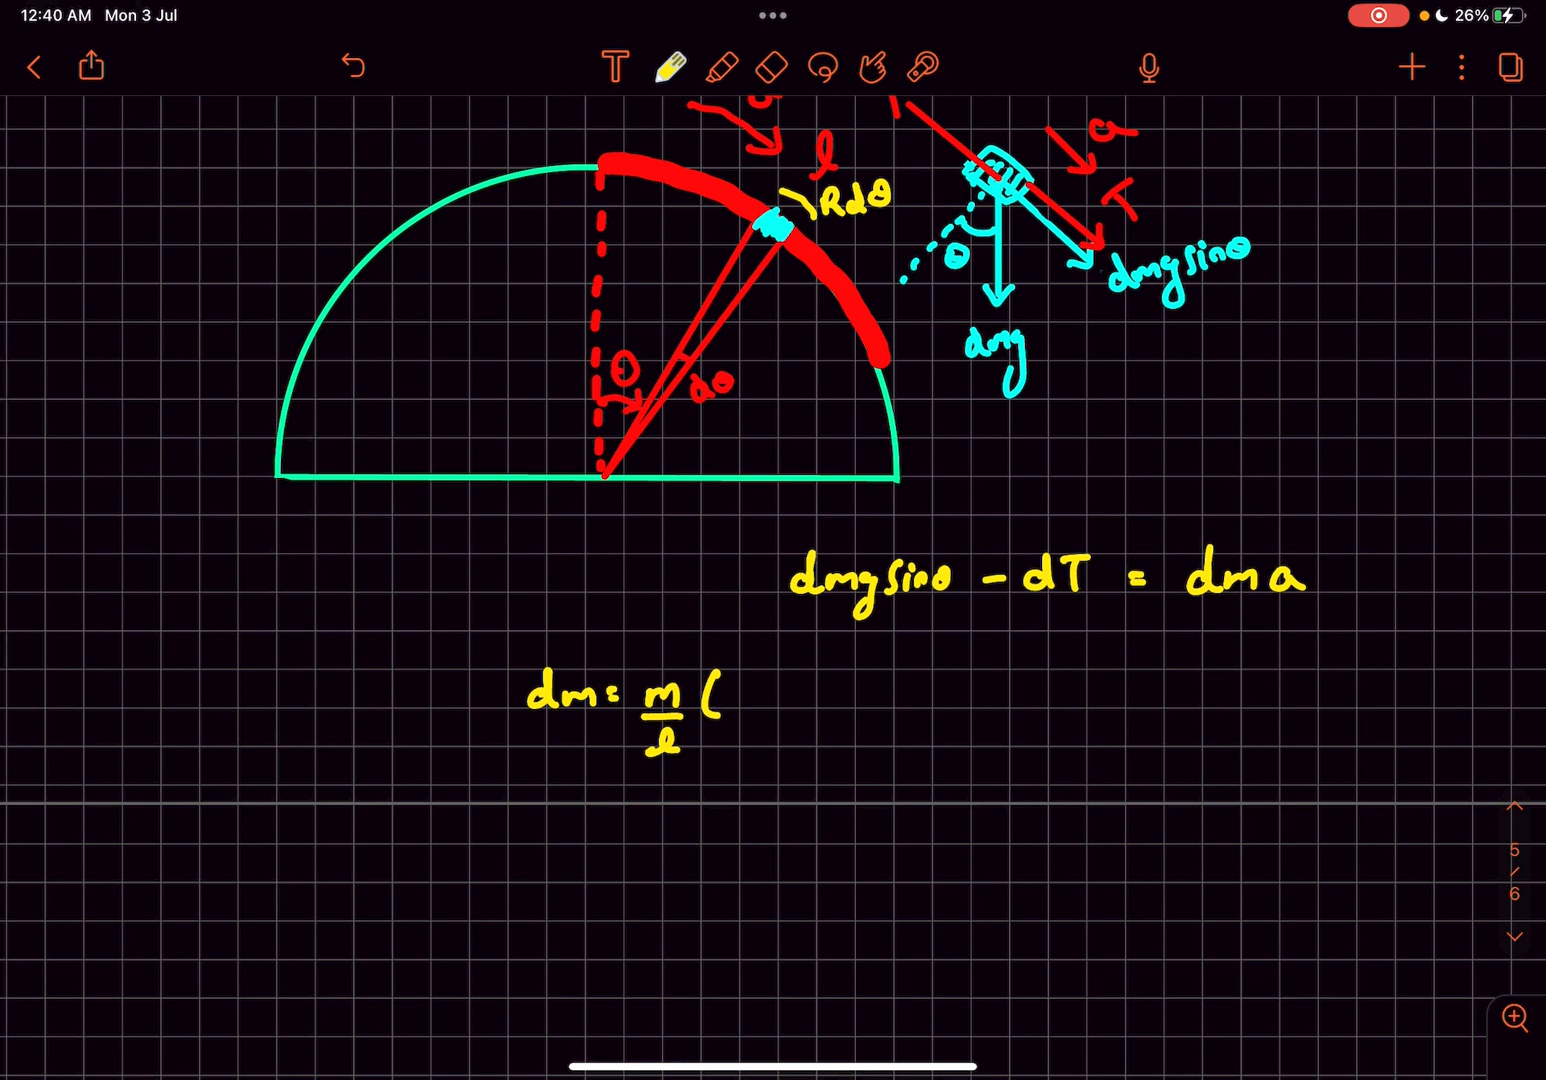 12:40 AM Mon 3 Jul
26%
l
a
T
Rdθ
θ
dmg sinθ
dmg
θ
dθ
dmg sinθ - dT = dm a
dm = m/l (
5
/
6